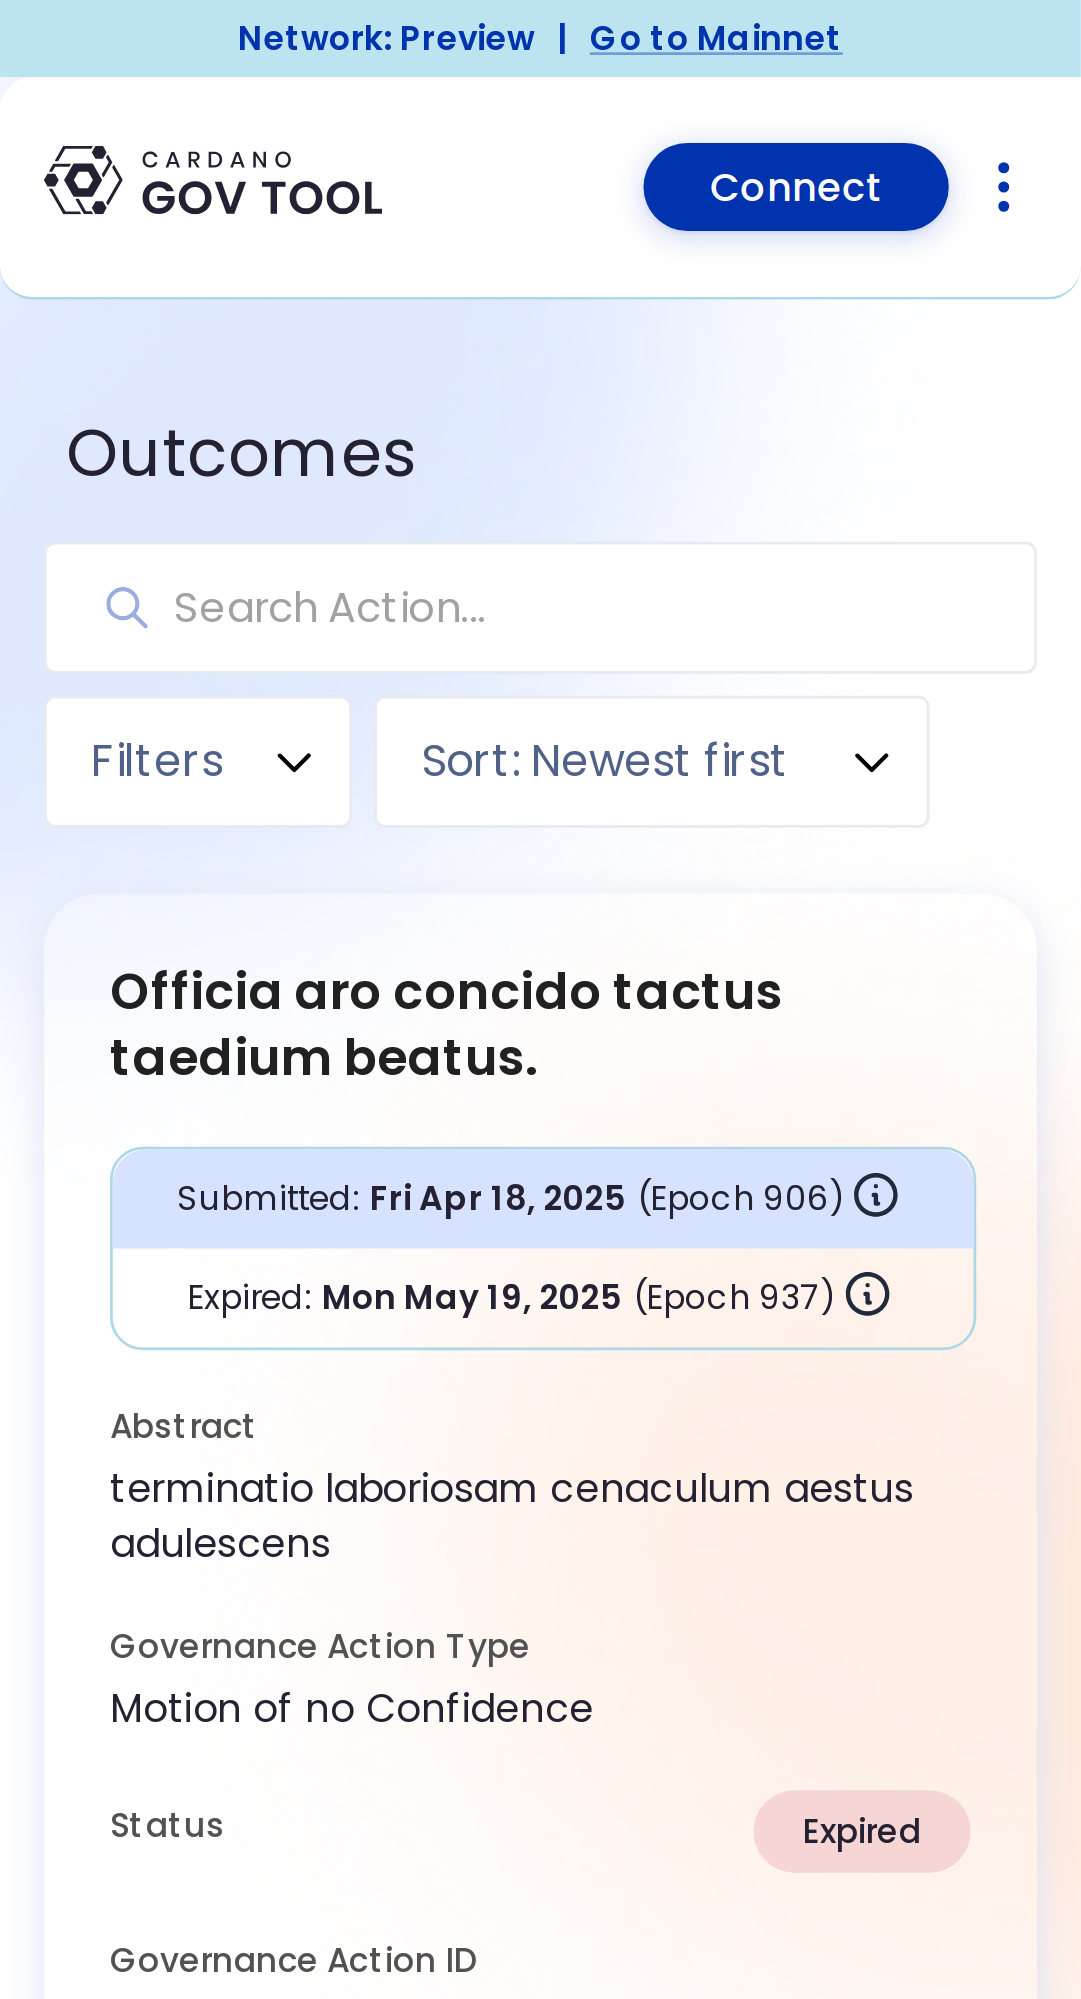 Network: Preview | Go to Mainnet
CARDANO
GOV TOOL
Connect
Outcomes
Search Action...
Filters
Sort: Newest first
Officia aro concido tactus
taedium beatus.
Submitted: Fri Apr 18, 2025 (Epoch 906)
Expired: Mon May 19, 2025 (Epoch 937)
Abstract
terminatio laboriosam cenaculum aestus
adulescens
Governance Action Type
Motion of no Confidence
Status
Expired
Governance Action ID